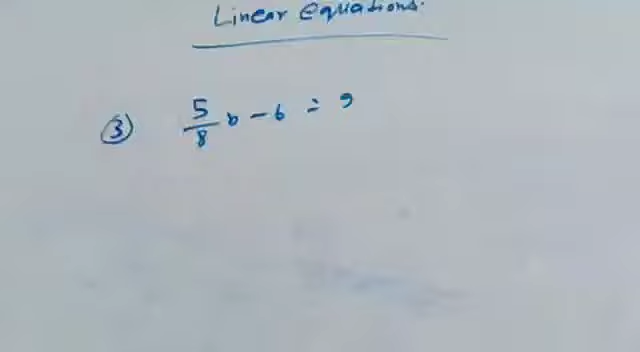 Linear equations.
③ 5/8 b - 6 = 9